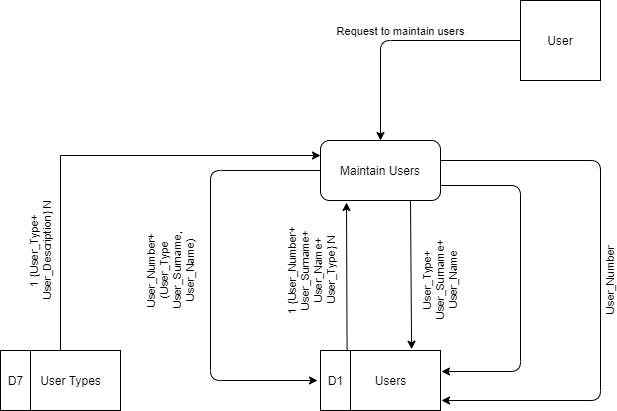 Request to maintain users
User
Maintain Users
1 {User_Type+
User_Description} N
User_Number+
(User_Type
User_Surname,
User_Name)
1 {User_Number+
User_Surname+
User_Name+
User_Type} N
User_Type+
User_Surname+
User_Name
User_Number
D7
User Types
D1
Users